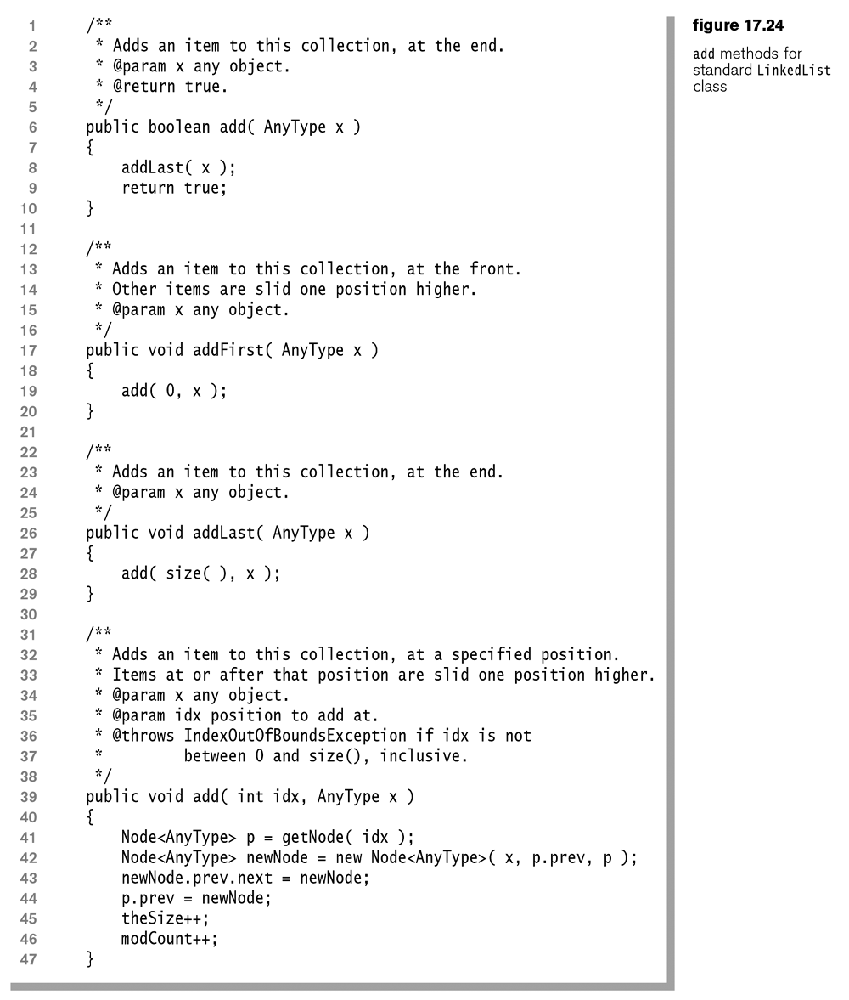 1 /**
2  * Adds an item to this collection, at the end.
3  * @param x any object.
4  * @return true.
5  */
6 public boolean add( AnyType x )
7 {
8     addLast( x );
9     return true;
10 }
11
12 /**
13  * Adds an item to this collection, at the front.
14  * Other items are slid one position higher.
15  * @param x any object.
16  */
17 public void addFirst( AnyType x )
18 {
19     add( 0, x );
20 }
21
22 /**
23  * Adds an item to this collection, at the end.
24  * @param x any object.
25  */
26 public void addLast( AnyType x )
27 {
28     add( size( ), x );
29 }
30
31 /**
32  * Adds an item to this collection, at a specified position.
33  * Items at or after that position are slid one position higher.
34  * @param x any object.
35  * @param idx position to add at.
36  * @throws IndexOutOfBoundsException if idx is not
37  *         between 0 and size(), inclusive.
38  */
39 public void add( int idx, AnyType x )
40 {
41     Node<AnyType> p = getNode( idx );
42     Node<AnyType> newNode = new Node<AnyType>( x, p.prev, p );
43     newNode.prev.next = newNode;
44     p.prev = newNode;
45     theSize++;
46     modCount++;
47 }
figure 17.24
add methods for
standard LinkedList
class